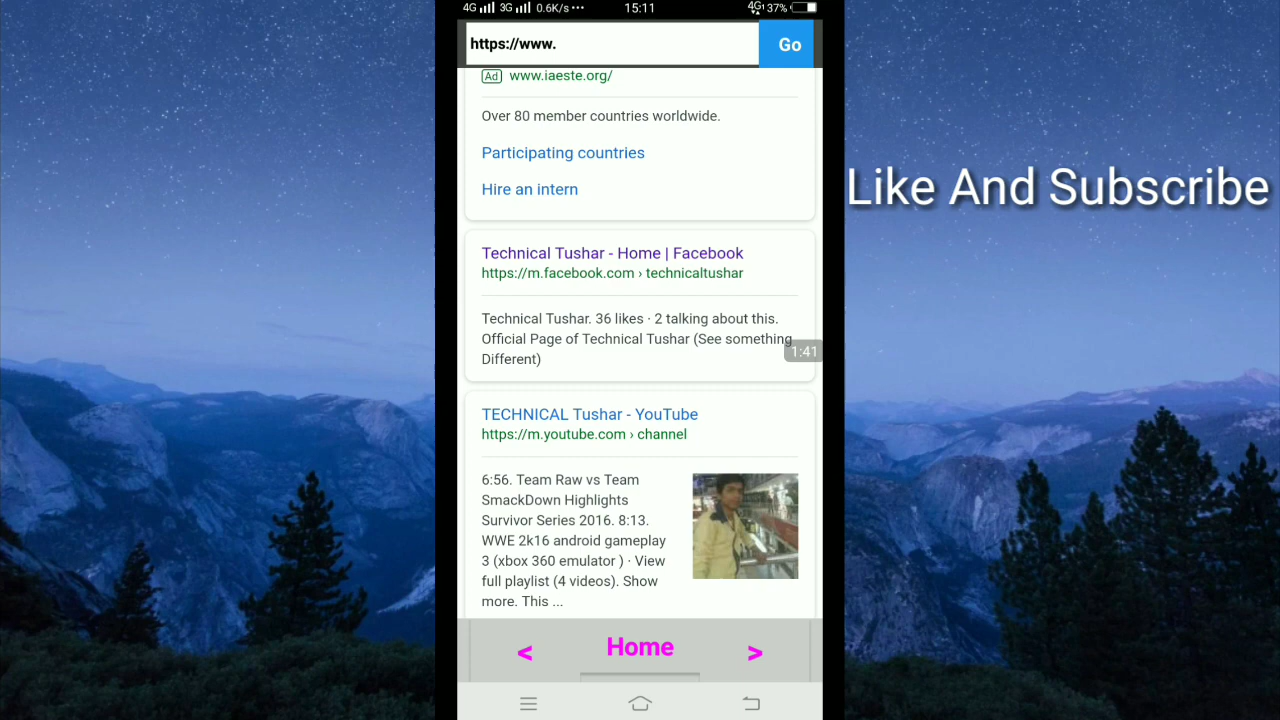 4G 3G 0.6K/s ••• 15:11 4G 37%
https://www. Go
Ad www.iaeste.org/
Over 80 member countries worldwide.
Participating countries
Hire an intern
Like And Subscribe
Technical Tushar - Home | Facebook
https://m.facebook.com › technicaltushar
Technical Tushar. 36 likes · 2 talking about this.
Official Page of Technical Tushar (See something
Different)
1:41
TECHNICAL Tushar - YouTube
https://m.youtube.com › channel
6:56. Team Raw vs Team
SmackDown Highlights
Survivor Series 2016. 8:13.
WWE 2k16 android gameplay
3 (xbox 360 emulator ) · View
full playlist (4 videos). Show
more. This ...
< Home >